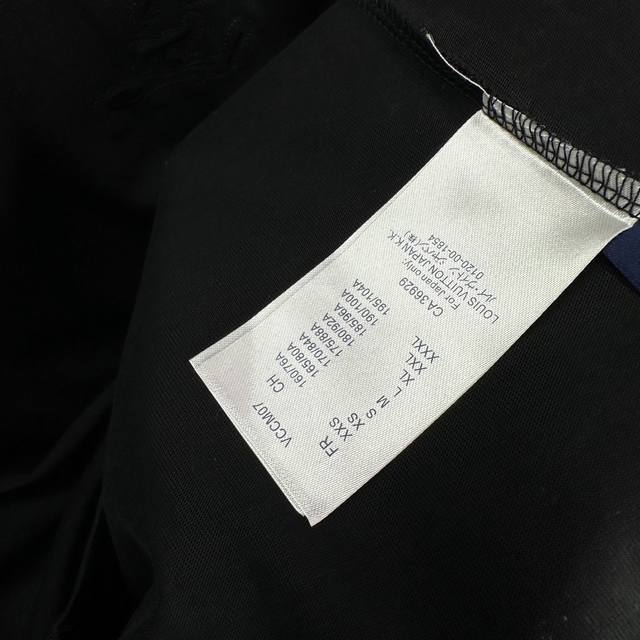 VCCM07
FR CH
XXS 160/76A
XS 165/80A
S 170/84A
M 175/88A
L 180/92A
XL 185/96A
XXL 190/100A
XXXL 195/104A
CA36929
For Japan only:
LOUIS VUITTON JAPAN K.K.
ルイ・ヴィトン ジャパン(株)
0120-00-1854